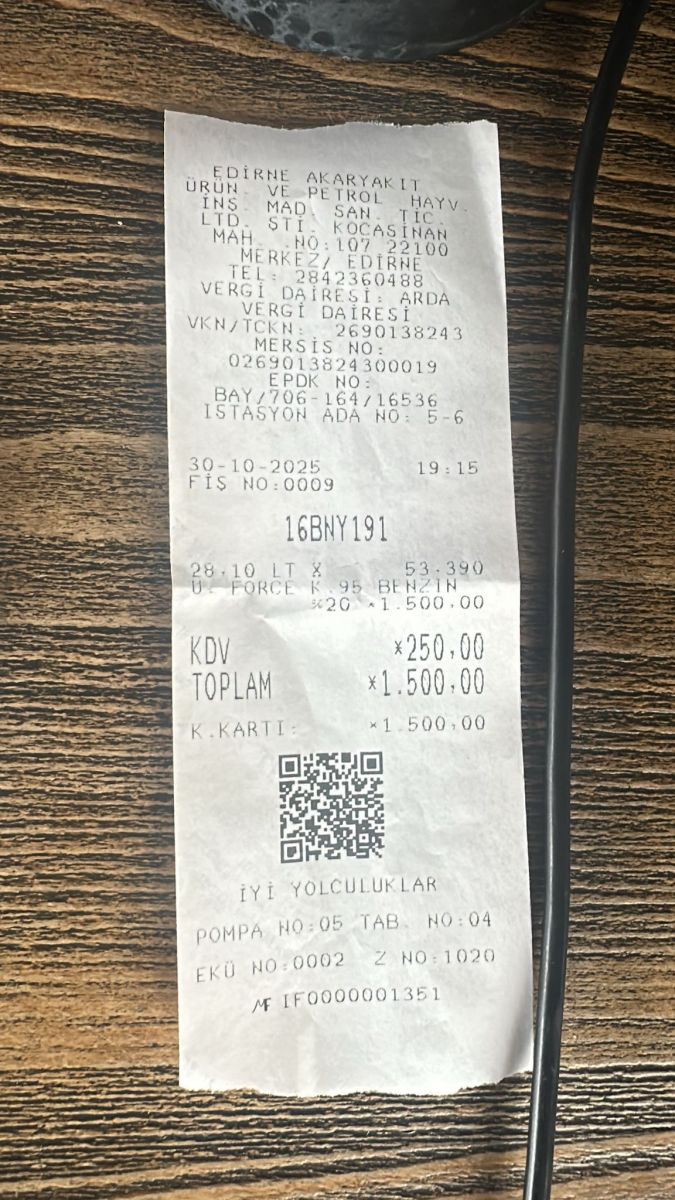 EDİRNE AKARYAKIT
ÜRÜN. VE PETROL HAYV.
İNŞ. MAD. SAN. TİC.
LTD. ŞTİ. KOCASİNAN
MAH. .NO:107 22100
MERKEZ/ EDİRNE
TEL: 2842360488
VERGİ DAİRESİ: ARDA
VERGİ DAİRESİ
VKN/TCKN: 2690138243
MERSİS NO:
0269013824300019
EPDK NO:
BAY/706-164/16536
ISTASYON ADA NO: 5-6
30-10-2025 19:15
FİŞ NO:0009
16BNY191
28,10 LT X 53.390
U. FORCE K.95 BENZIN
%20 *1.500,00
KDV *250,00
TOPLAM *1.500,00
K.KARTI: *1.500,00
İYİ YOLCULUKLAR
POMPA NO:05 TAB. NO:04
EKÜ NO:0002 Z NO:1020
MF IF0000001351